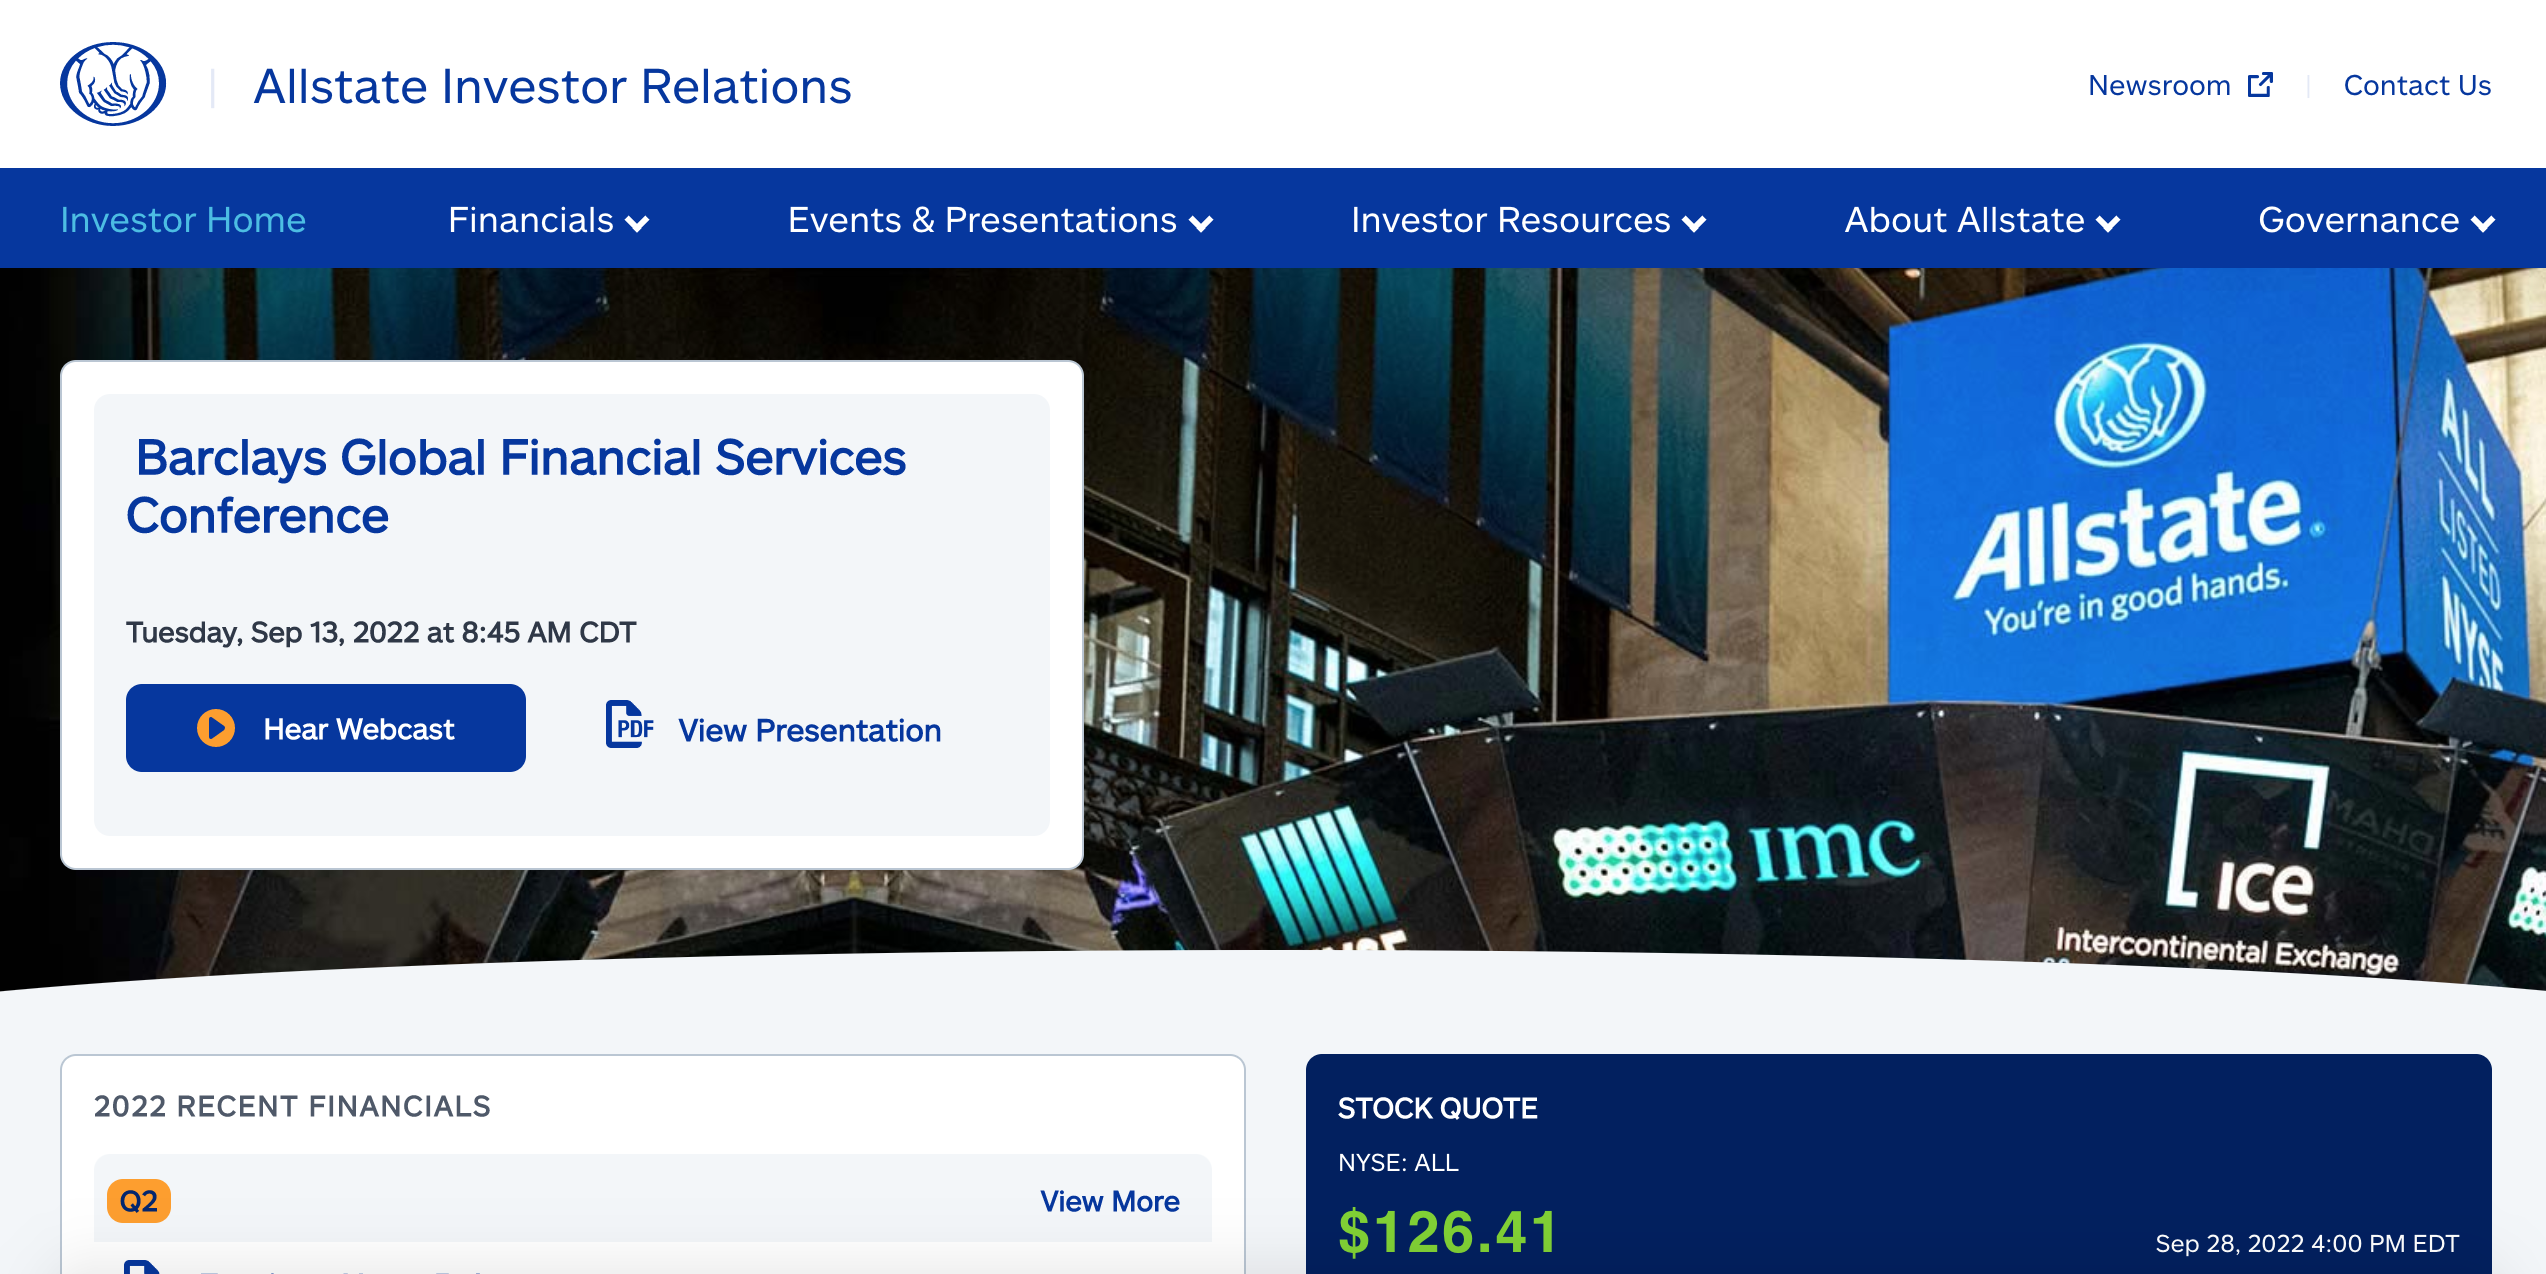 Allstate Investor Relations
Newsroom
Contact Us
Investor Home
Financials
Events & Presentations
Investor Resources
About Allstate
Governance
Barclays Global Financial Services
Conference
Tuesday, Sep 13, 2022 at 8:45 AM CDT
Hear Webcast
PDF
View Presentation
Allstate
You're in good hands.
ALL
LISTED
NYSE
imc
ice
Intercontinental Exchange
2022 RECENT FINANCIALS
Q2
View More
STOCK QUOTE
NYSE: ALL
$126.41
Sep 28, 2022 4:00 PM EDT